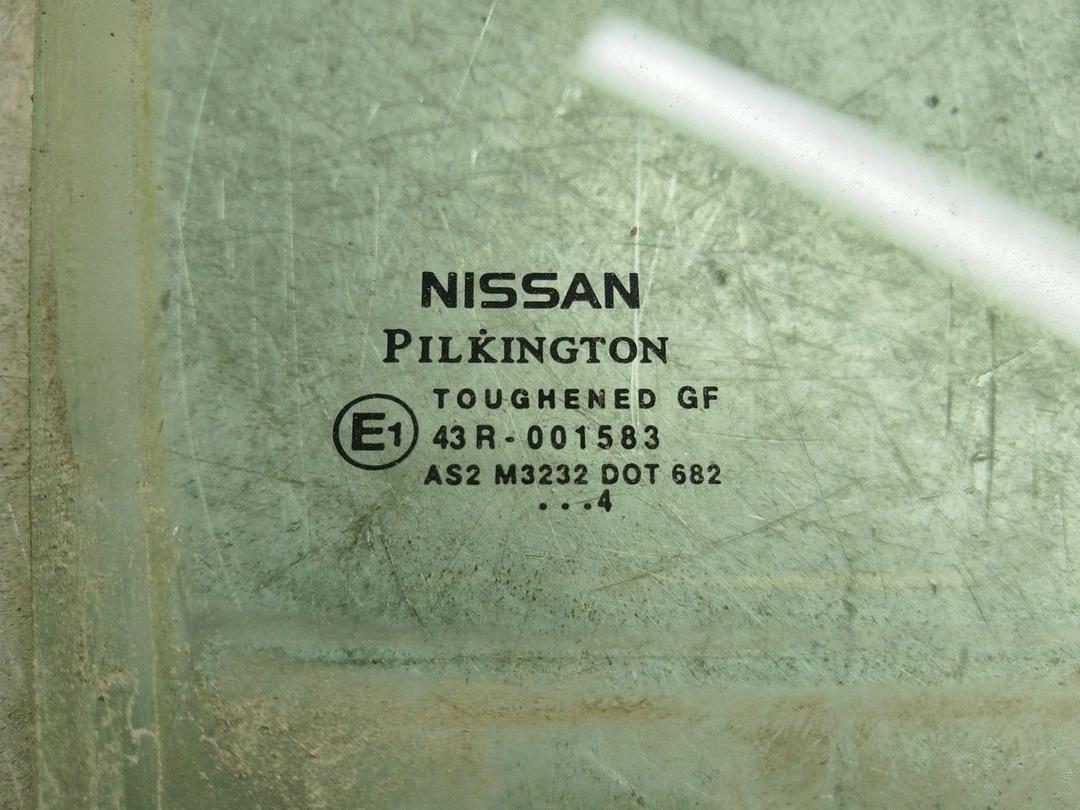 NISSAN
PILKINGTON
TOUGHENED GF
E1 43R-001583
AS2 M3232 DOT 682
...4